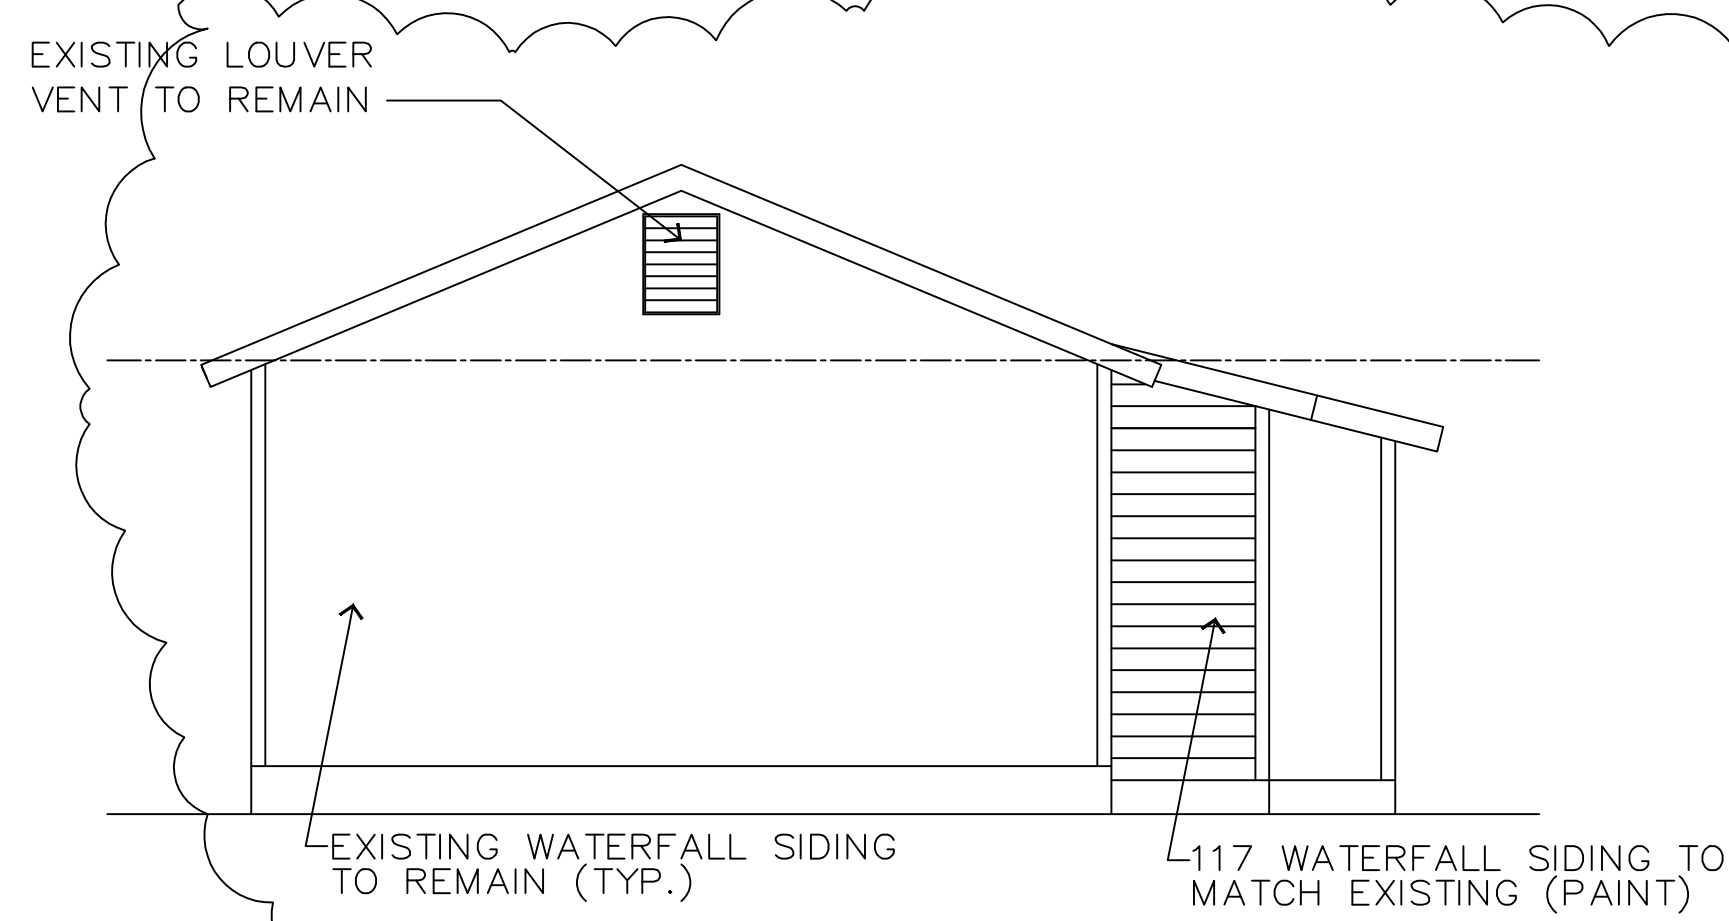 EXISTING LOUVER
VENT TO REMAIN
EXISTING WATERFALL SIDING
TO REMAIN (TYP.)
117 WATERFALL SIDING TO
MATCH EXISTING (PAINT)